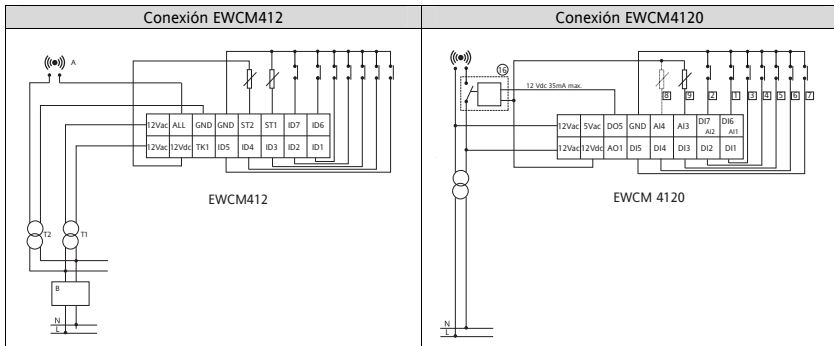 Conexión EWCM412
Conexión EWCM4120
A
12Vac ALL GND GND ST2 ST1 ID7 ID6
12Vac 12Vdc TK1 ID5 ID4 ID3 ID2 ID1
EWCM412
T2 T1
B
N
L
16
12 Vdc 35mA max.
8 9 2 1 3 4 5 6 7
12Vac 5Vac DO5 GND AI4 AI3 DI7 DI6
AI2 AI1
12Vac 12Vdc AO1 DI5 DI4 DI3 DI2 DI1
EWCM 4120
N
L